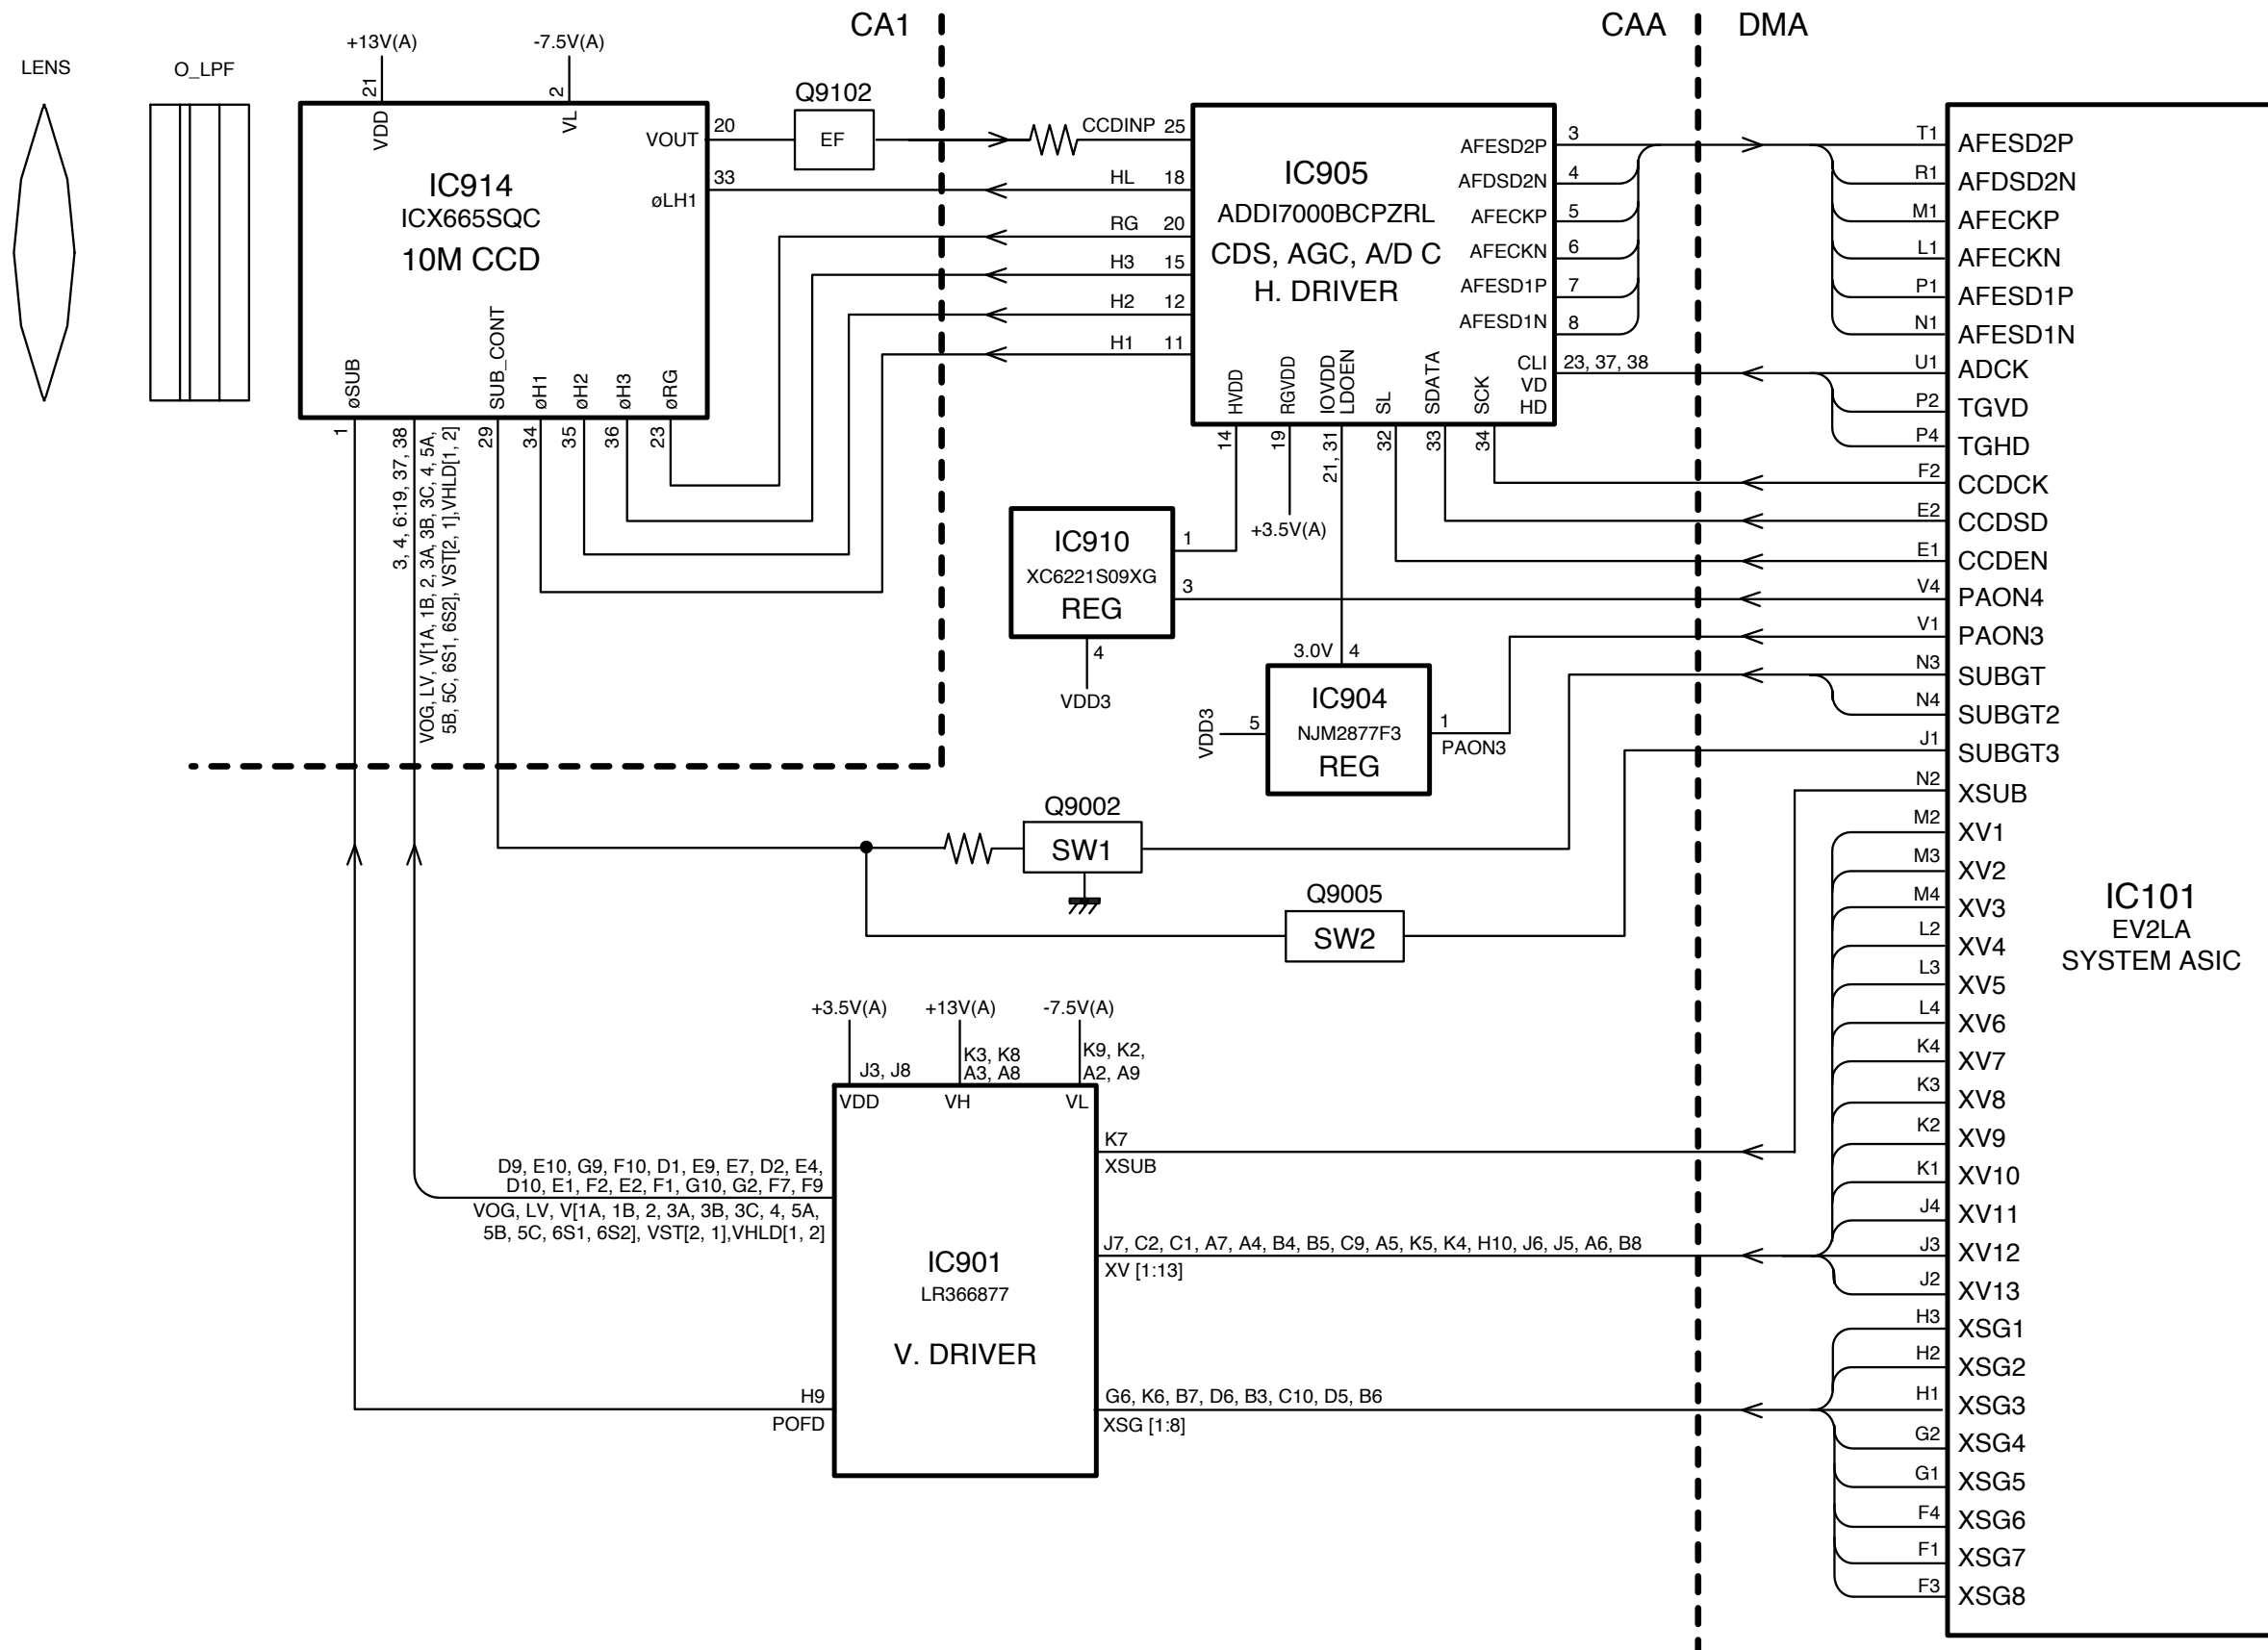 CA1
CAA
DMA
LENS
O_LPF
+13V(A)
-7.5V(A)
21
2
VDD
VL
VOUT
20
Q9102
EF
øLH1
33
IC914
ICX665SQC
10M CCD
øSUB
SUB_CONT
øH1
øH2
øH3
øRG
1
3, 4, 6:19, 37, 38
29
34
35
36
23
VOG, LV, V[1A, 1B, 2, 3A, 3B, 3C, 4, 5A,
5B, 5C, 6S1, 6S2], VST[2, 1],VHLD[1, 2]
CCDINP 25
HL 18
RG 20
H3 15
H2 12
H1 11
IC905
ADDI7000BCPZRL
CDS, AGC, A/D C
H. DRIVER
AFESD2P 3
AFDSD2N 4
AFECKP 5
AFECKN 6
AFESD1P 7
AFESD1N 8
CLI 23, 37, 38
VD
HD
HVDD
RGVDD
IOVDD
LDOEN
SL
SDATA
SCK
14
19
21, 31
32
33
34
+3.5V(A)
IC910
XC6221S09XG
REG
1
3
4
VDD3
3.0V 4
IC904
NJM2877F3
REG
VDD3
5
1
PAON3
Q9002
SW1
Q9005
SW2
+3.5V(A)
+13V(A)
-7.5V(A)
J3, J8
K3, K8
A3, A8
K9, K2,
A2, A9
VDD
VH
VL
IC901
LR366877
V. DRIVER
D9, E10, G9, F10, D1, E9, E7, D2, E4,
D10, E1, F2, E2, F1, G10, G2, F7, F9
VOG, LV, V[1A, 1B, 2, 3A, 3B, 3C, 4, 5A,
5B, 5C, 6S1, 6S2], VST[2, 1],VHLD[1, 2]
H9
POFD
K7
XSUB
J7, C2, C1, A7, A4, B4, B5, C9, A5, K5, K4, H10, J6, J5, A6, B8
XV [1:13]
G6, K6, B7, D6, B3, C10, D5, B6
XSG [1:8]
T1 AFESD2P
R1 AFDSD2N
M1 AFECKP
L1 AFECKN
P1 AFESD1P
N1 AFESD1N
U1 ADCK
P2 TGVD
P4 TGHD
F2 CCDCK
E2 CCDSD
E1 CCDEN
V4 PAON4
V1 PAON3
N3 SUBGT
N4 SUBGT2
J1 SUBGT3
N2 XSUB
M2 XV1
M3 XV2
M4 XV3
L2 XV4
L3 XV5
L4 XV6
K4 XV7
K3 XV8
K2 XV9
K1 XV10
J4 XV11
J3 XV12
J2 XV13
H3 XSG1
H2 XSG2
H1 XSG3
G2 XSG4
G1 XSG5
F4 XSG6
F1 XSG7
F3 XSG8
IC101
EV2LA
SYSTEM ASIC